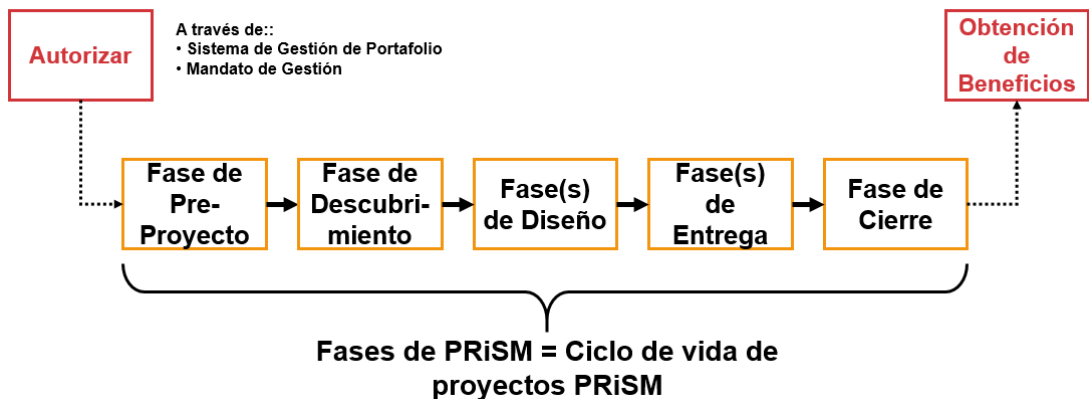 Autorizar
A través de::
• Sistema de Gestión de Portafolio
• Mandato de Gestión
Obtención
de
Beneficios
Fase de
Pre-
Proyecto
Fase de
Descubri-
miento
Fase(s)
de Diseño
Fase(s)
de
Entrega
Fase de
Cierre
Fases de PRiSM = Ciclo de vida de
proyectos PRiSM